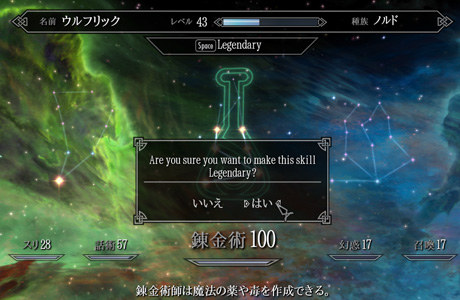 名前 ウルフリック レベル 43 種族 ノルド
Space Legendary
Are you sure you want to make this skill
Legendary?
いいえ はい
スリ 28 話術 57 錬金術 100 幻惑 17 召喚 17
錬金術師は魔法の薬や毒を作成できる。